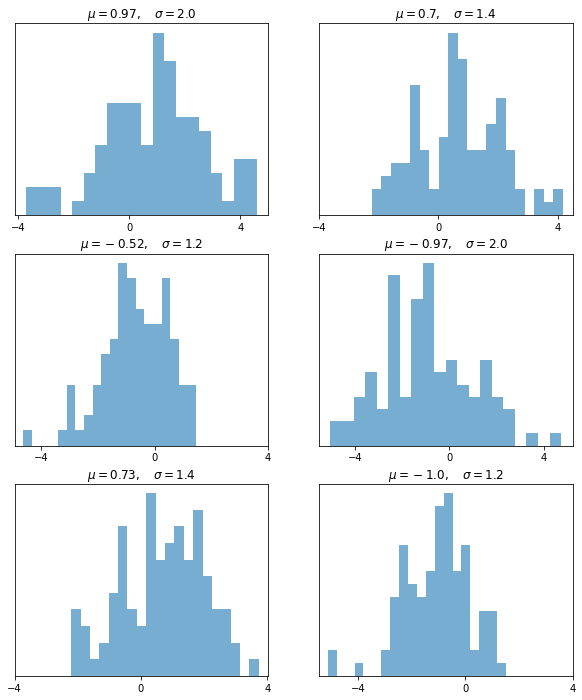 μ = 0.97, σ = 2.0
μ = 0.7, σ = 1.4
−4 0 4
−4 0 4
μ = −0.52, σ = 1.2
μ = −0.97, σ = 2.0
−4 0 4
−4 0 4
μ = 0.73, σ = 1.4
μ = −1.0, σ = 1.2
−4 0 4
−4 0 4